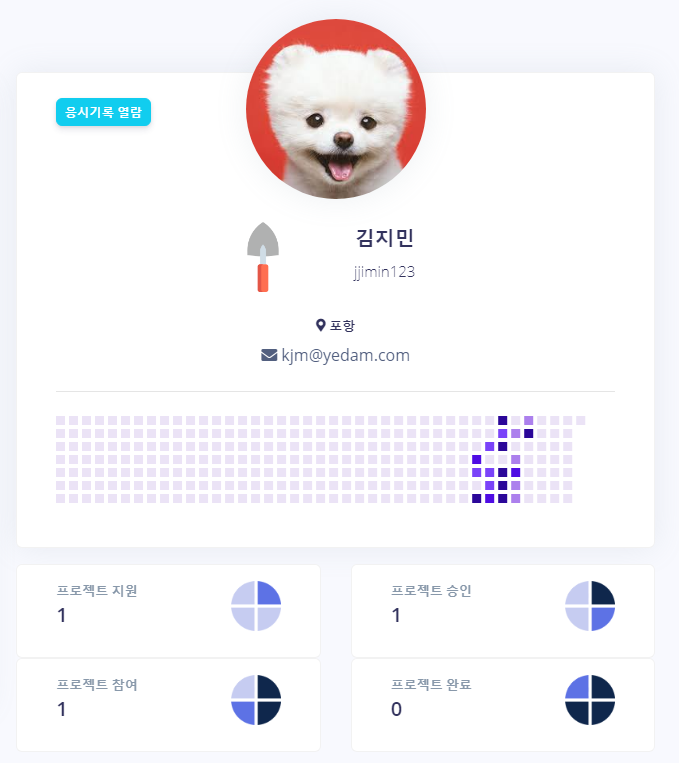 응시기록 열람
김지민
jjimin123
포항
kjm@yedam.com
프로젝트 지원
1
프로젝트 승인
1
프로젝트 참여
1
프로젝트 완료
0